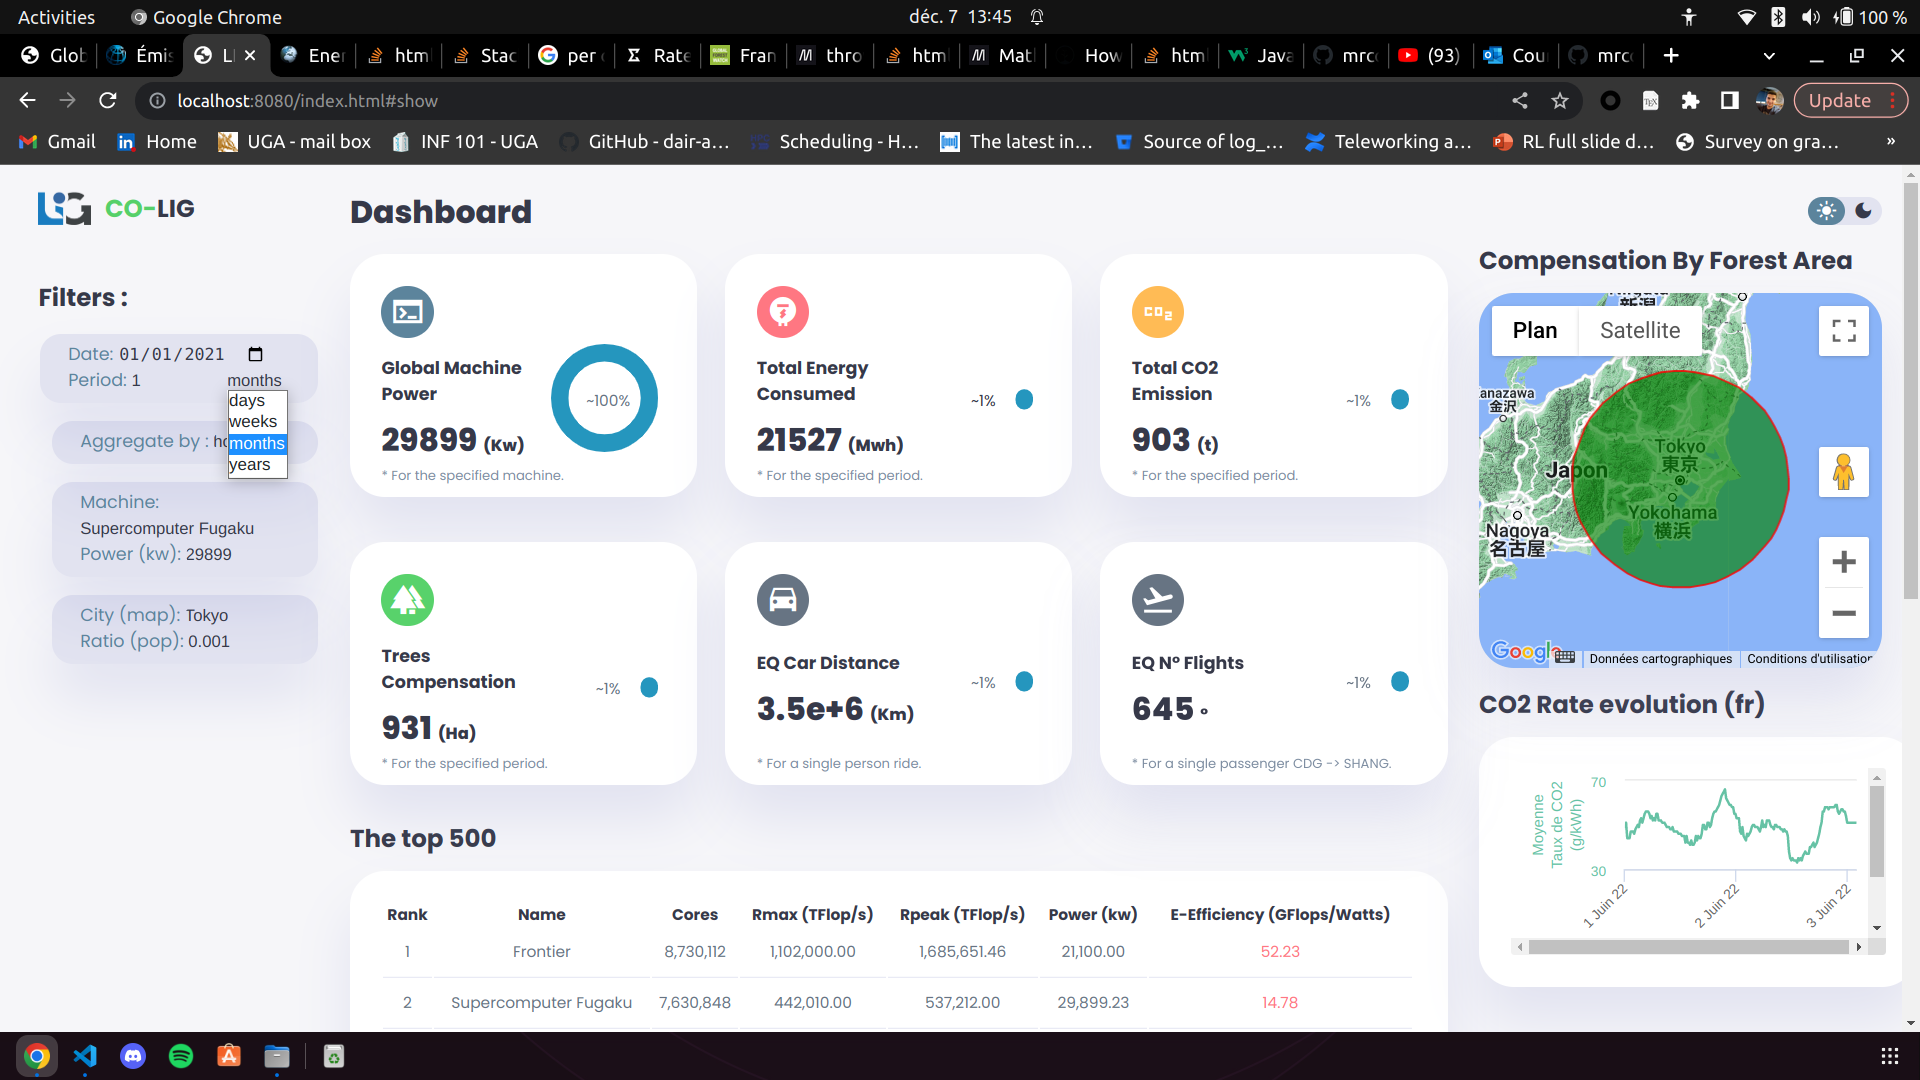 Activities
Google Chrome
déc. 7 13:45
100 %
Glob
Émis
LI
Ener
html
Stac
per
Rate
Fran
thro
html
Matl
How
html
Java
mrcc
(93)
Cour
mrcc
localhost:8080/index.html#show
Update
Gmail
Home
UGA - mail box
INF 101 - UGA
GitHub - dair-a…
Scheduling - H…
The latest in…
Source of log_…
Teleworking a…
RL full slide d…
Survey on gra…
»
LIG
CO-LIG
Dashboard
Filters :
Date: 01/01/2021
Period: 1
months
days
weeks
months
years
Aggregate by : ho
Machine:
Supercomputer Fugaku
Power (kw): 29899
City (map): Tokyo
Ratio (pop): 0.001
Global Machine
Power
29899 (Kw)
* For the specified machine.
~100%
Total Energy
Consumed
21527 (Mwh)
* For the specified period.
~1%
CO2
Total CO2
Emission
903 (t)
* For the specified period.
~1%
Trees
Compensation
931 (Ha)
* For the specified period.
~1%
EQ Car Distance
3.5e+6 (Km)
* For a single person ride.
~1%
EQ N° Flights
645 °
* For a single passenger CDG -> SHANG.
~1%
Compensation By Forest Area
Plan
Satellite
新潟
anazawa
金沢
Japon
Tokyo
東京
Yokohama
横浜
Nagoya
名古屋
Google
Données cartographiques
Conditions d'utilisation
CO2 Rate evolution (fr)
Moyenne
Taux de CO2
(g/kWh)
70
30
1 Juin 22
2 Juin 22
3 Juin 22
The top 500
Rank Name Cores Rmax (TFlop/s) Rpeak (TFlop/s) Power (kw) E-Efficiency (GFlops/Watts)
1 Frontier 8,730,112 1,102,000.00 1,685,651.46 21,100.00 52.23
2 Supercomputer Fugaku 7,630,848 442,010.00 537,212.00 29,899.23 14.78